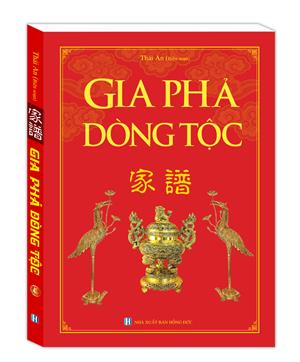 Thái An (Biên soạn)
GIA PHẢ
DÒNG TỘC
家譜
NHÀ XUẤT BẢN HỒNG ĐỨC
家譜
GIA PHẢ DÒNG TỘC